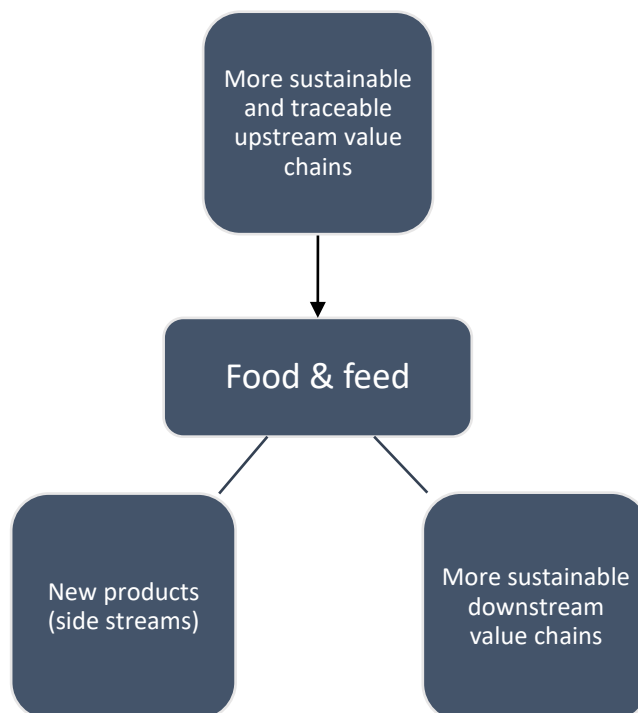 More sustainable
and traceable
upstream value
chains
Food & feed
New products
(side streams)
More sustainable
downstream
value chains